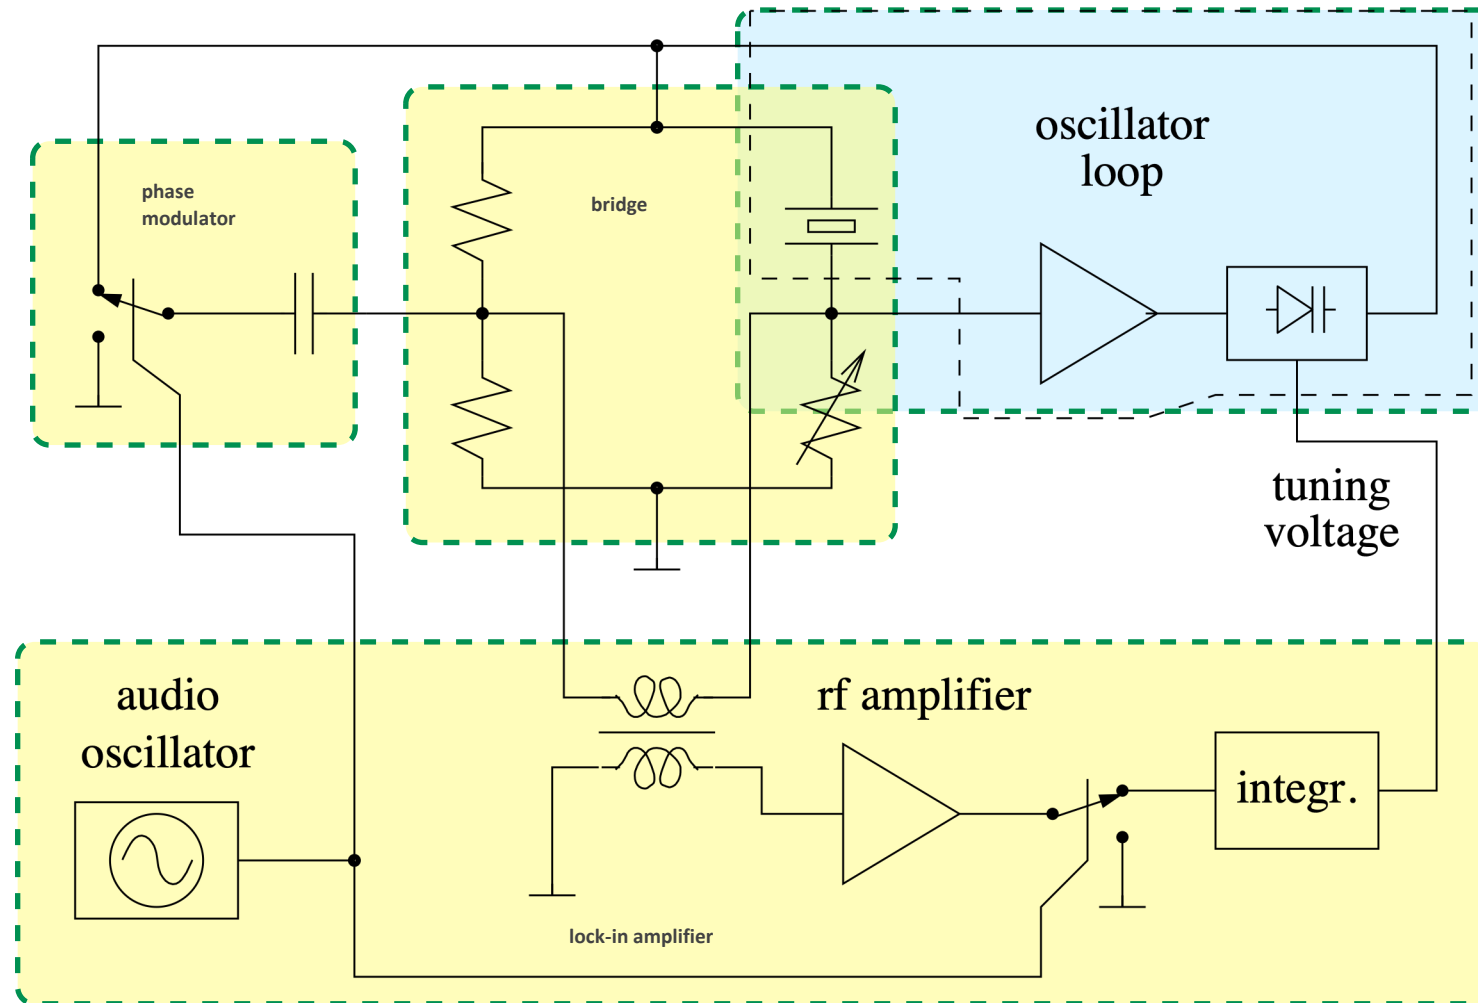 oscillator
loop
phase
modulator
bridge
tuning
voltage
audio
oscillator
rf amplifier
integr.
lock-in amplifier